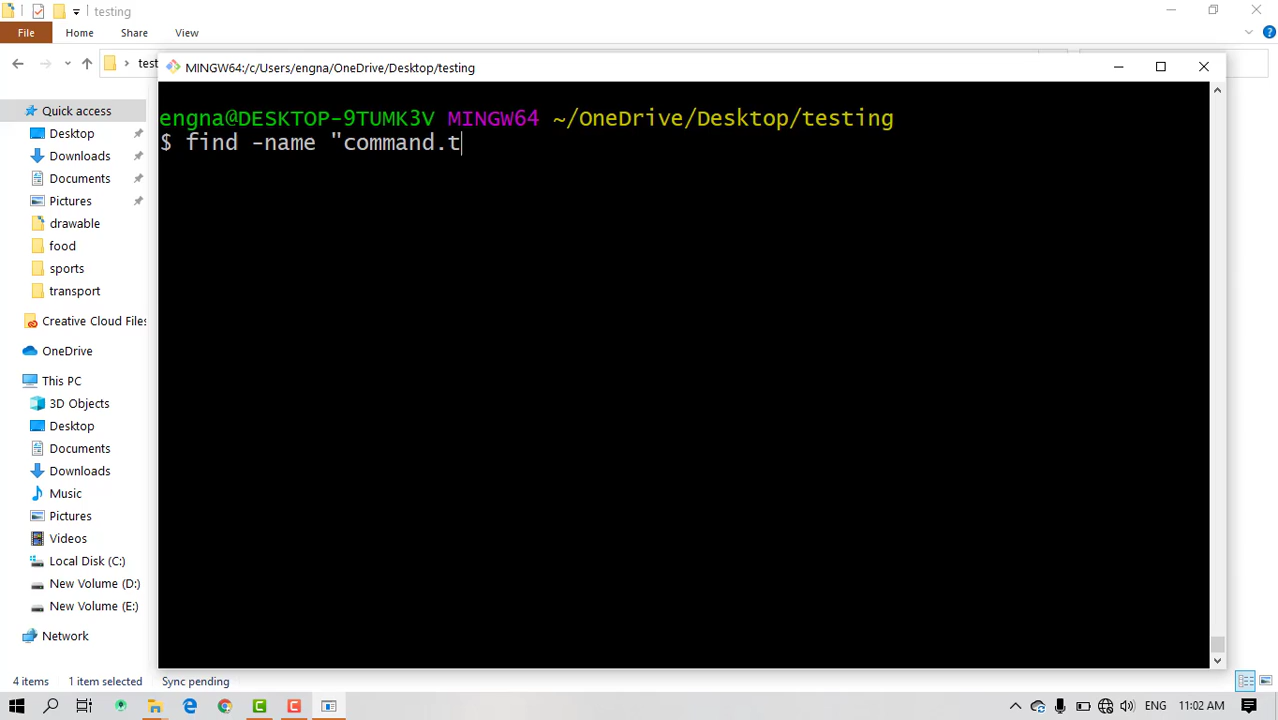 testing
File
Home
Share
View
test
MINGW64:/c/Users/engna/OneDrive/Desktop/testing
engna@DESKTOP-9TUMK3V MINGW64 ~/OneDrive/Desktop/testing
$ find -name "command.t
Quick access
Desktop
Downloads
Documents
Pictures
drawable
food
sports
transport
Creative Cloud Files
OneDrive
This PC
3D Objects
Desktop
Documents
Downloads
Music
Pictures
Videos
Local Disk (C:)
New Volume (D:)
New Volume (E:)
Network
4 items
1 item selected
Sync pending
ENG
11:02 AM